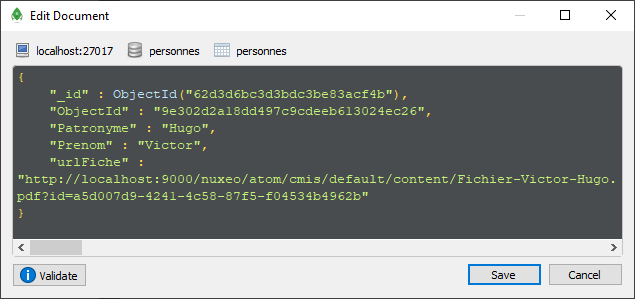 Edit Document
localhost:27017 personnes personnes
{
"_id" : ObjectId("62d3d6bc3d3bdc3be83acf4b"),
"ObjectId" : "9e302d2a18dd497c9cdeeb613024ec26",
"Patronyme" : "Hugo",
"Prenom" : "Victor",
"urlFiche" :
"http://localhost:9000/nuxeo/atom/cmis/default/content/Fichier-Victor-Hugo.
pdf?id=a5d007d9-4241-4c58-87f5-f04534b4962b"
}
Validate Save Cancel